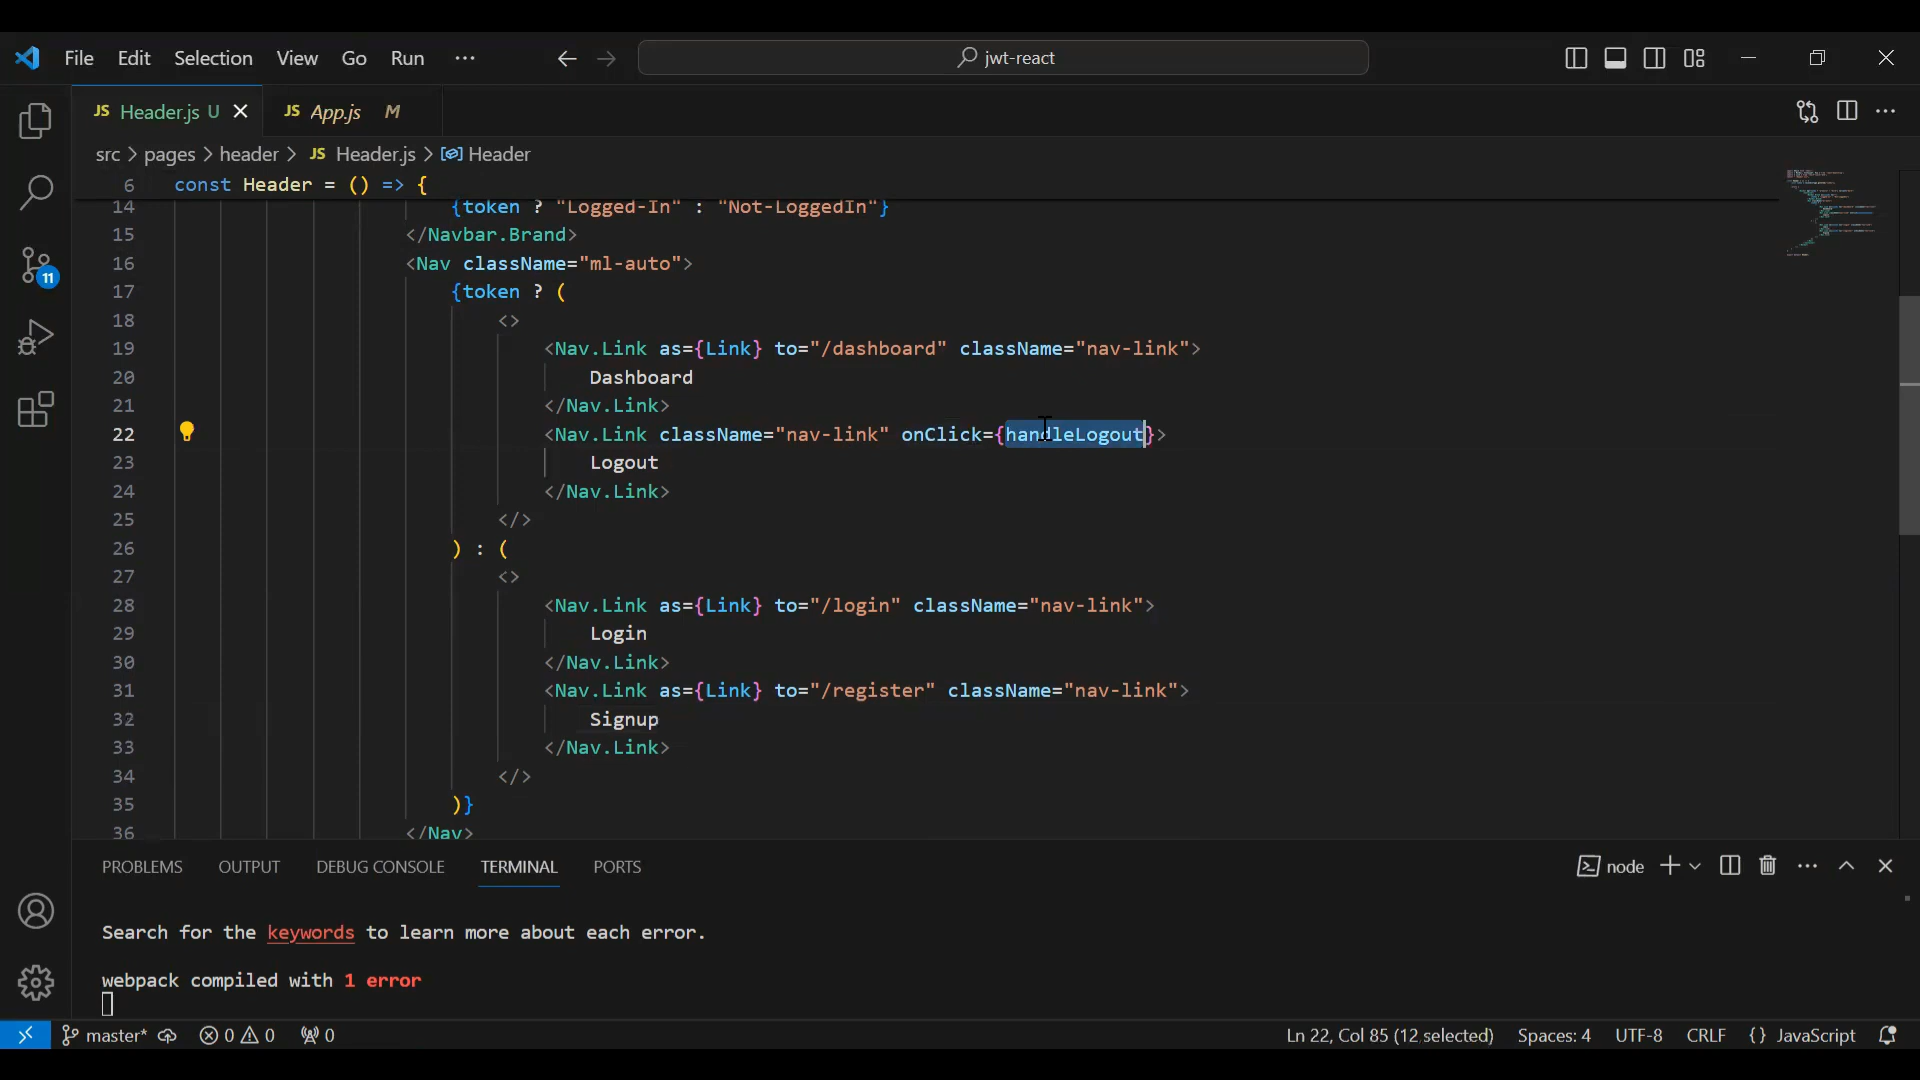 File Edit Selection View Go Run ··· jwt-react
JS Header.js U JS App.js M
src > pages > header > JS Header.js > Header
6 const Header = () => {
14 {token ? "Logged-In" : "Not-LoggedIn"}
15 </Navbar.Brand>
16 <Nav className="ml-auto">
17 {token ? (
18 <>
19 <Nav.Link as={Link} to="/dashboard" className="nav-link">
20 Dashboard
21 </Nav.Link>
22 <Nav.Link className="nav-link" onClick={handleLogout}>
23 Logout
24 </Nav.Link>
25 </>
26 ) : (
27 <>
28 <Nav.Link as={Link} to="/login" className="nav-link">
29 Login
30 </Nav.Link>
31 <Nav.Link as={Link} to="/register" className="nav-link">
32 Signup
33 </Nav.Link>
34 </>
35 )}
36 </Nav>
11
PROBLEMS OUTPUT DEBUG CONSOLE TERMINAL PORTS node
Search for the keywords to learn more about each error.
webpack compiled with 1 error
master* 0 0 0 Ln 22, Col 85 (12 selected) Spaces: 4 UTF-8 CRLF {} JavaScript